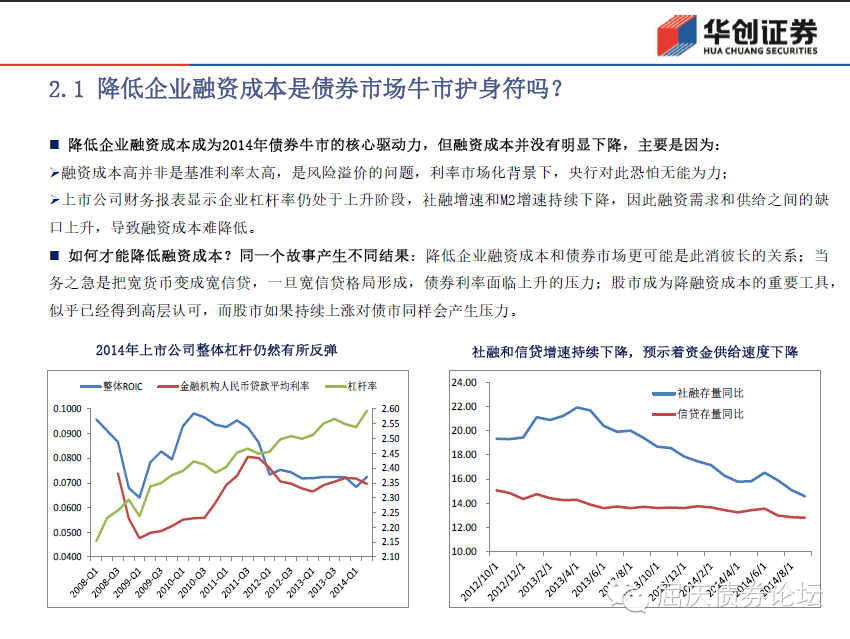 华创证券
HUA CHUANG SECURITIES
2.1 降低企业融资成本是债券市场牛市护身符吗？
■ 降低企业融资成本成为2014年债券牛市的核心驱动力，但融资成本并没有明显下降，主要是因为：
➢融资成本高并非是基准利率太高，是风险溢价的问题，利率市场化背景下，央行对此恐怕无能为力；
➢上市公司财务报表显示企业杠杆率仍处于上升阶段，社融增速和M2增速持续下降，因此融资需求和供给之间的缺
口上升，导致融资成本难降低。
■ 如何才能降低融资成本？同一个故事产生不同结果：降低企业融资成本和债券市场更可能是此消彼长的关系；当
务之急是把宽货币变成宽信贷，一旦宽信贷格局形成，债券利率面临上升的压力；股市成为降融资成本的重要工具，
似乎已经得到高层认可，而股市如果持续上涨对债市同样会产生压力。
2014年上市公司整体杠杆仍然有所反弹
整体ROIC 金融机构人民币贷款平均利率 杠杆率
0.1000
0.0900
0.0800
0.0700
0.0600
0.0500
0.0400
2.60
2.55
2.50
2.45
2.40
2.35
2.30
2.25
2.20
2.15
2.10
2008-Q1
2008-Q3
2009-Q1
2009-Q3
2010-Q1
2010-Q3
2011-Q1
2011-Q3
2012-Q1
2012-Q3
2013-Q1
2013-Q3
2014-Q1
社融和信贷增速持续下降，预示着资金供给速度下降
社融存量同比
信贷存量同比
24.00
22.00
20.00
18.00
16.00
14.00
12.00
10.00
2012/10/1
2012/12/1
2013/2/1
2013/4/1
2013/6/1
2013/8/1
2013/10/1
2013/12/1
2014/2/1
2014/4/1
2014/6/1
2014/8/1
屈庆债券论坛